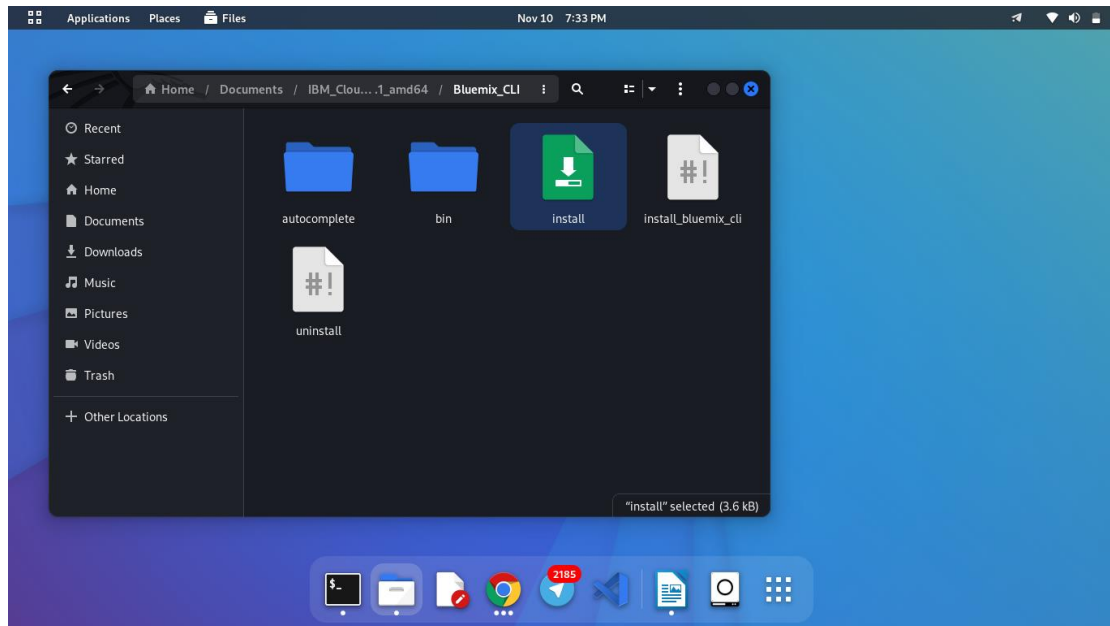 Applications Places Files Nov 10 7:33 PM
Home / Documents / IBM_Clou... .1_amd64 / Bluemix_CLI
Recent
Starred
Home
Documents
Downloads
Music
Pictures
Videos
Trash
Other Locations
autocomplete bin install install_bluemix_cli
#!
#!
uninstall
"install" selected (3.6 kB)
$_
2185